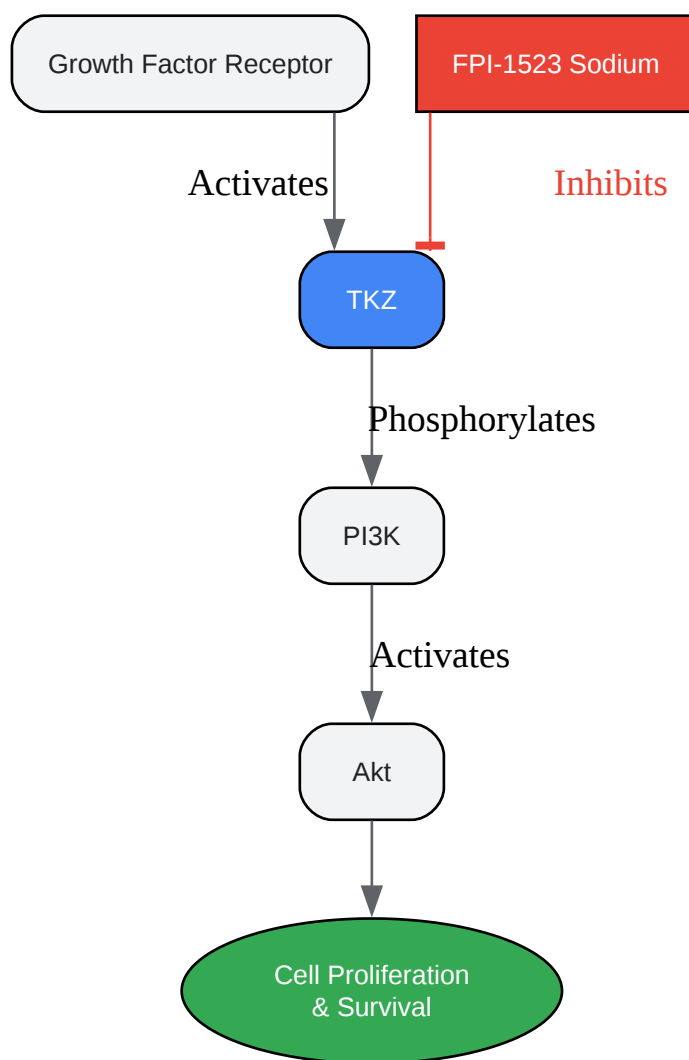 Growth Factor Receptor
FPI-1523 Sodium
Activates
Inhibits
TKZ
Phosphorylates
PI3K
Activates
Akt
Cell Proliferation
& Survival